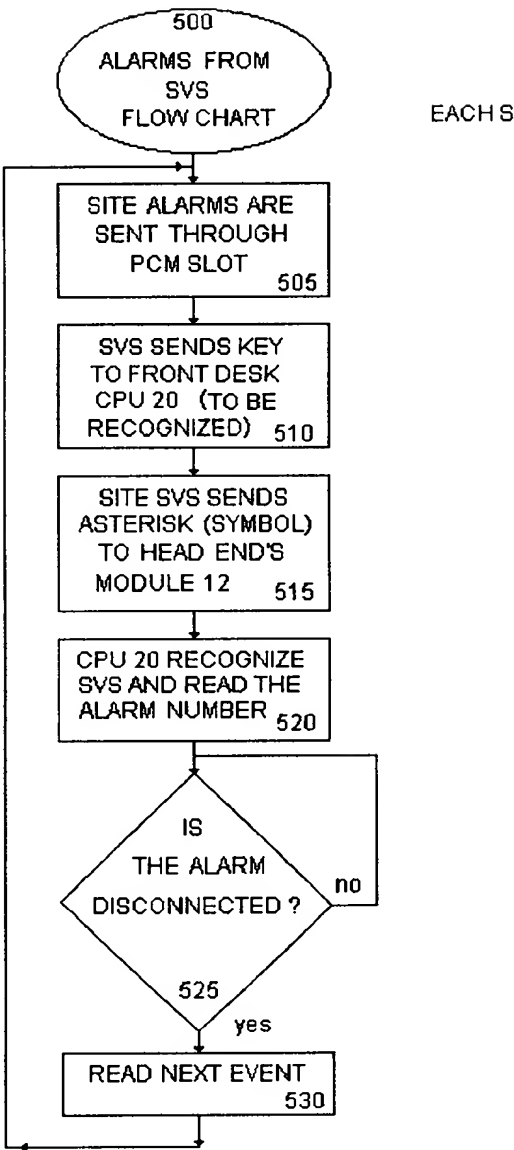 500
ALARMS FROM
SVS
FLOW CHART
EACH S
SITE ALARMS ARE
SENT THROUGH
PCM SLOT
505
SVS SENDS KEY
TO FRONT DESK
CPU 20 (TO BE
RECOGNIZED) 510
SITE SVS SENDS
ASTERISK (SYMBOL)
TO HEAD END'S
MODULE 12 515
CPU 20 RECOGNIZE
SVS AND READ THE
ALARM NUMBER 520
IS
THE ALARM
DISCONNECTED ?
no
525
yes
READ NEXT EVENT
530